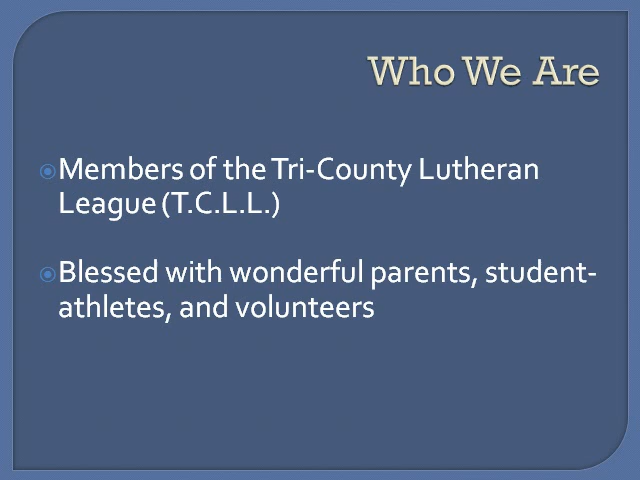 Who We Are
Members of the Tri-County Lutheran
League (T.C.L.L.)
Blessed with wonderful parents, student-
athletes, and volunteers